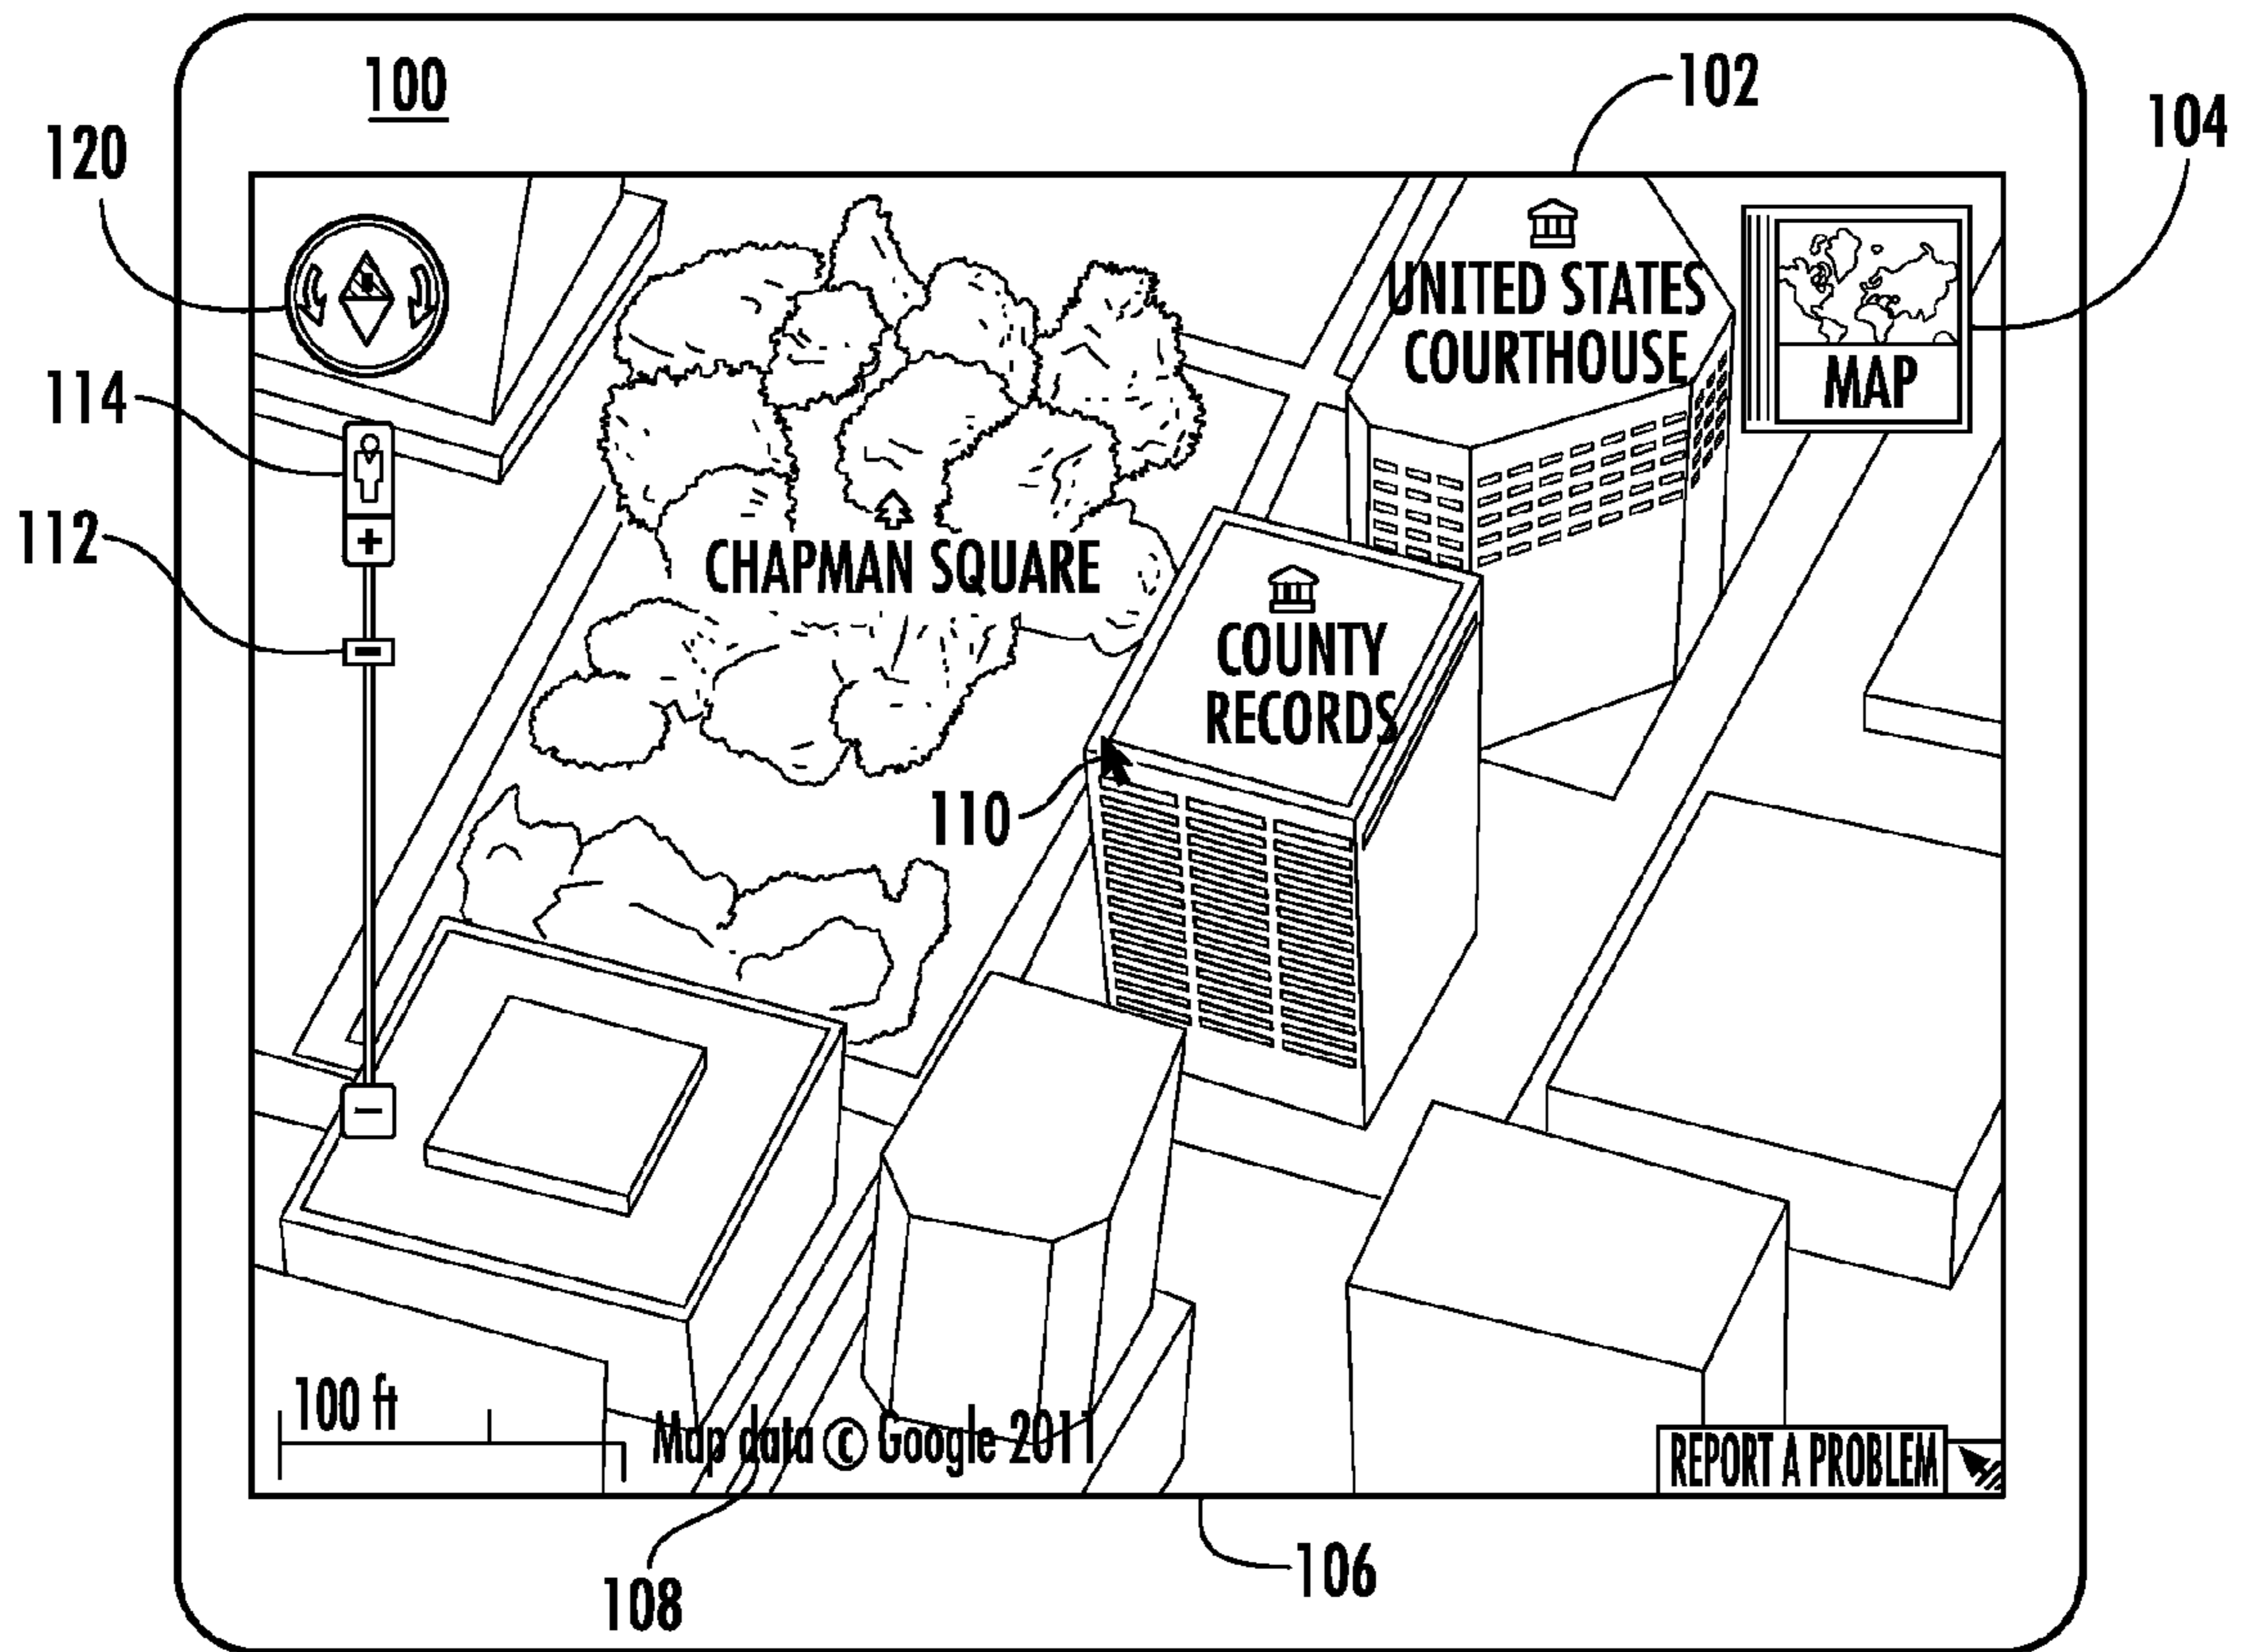 100
102
104
120
114
112
UNITED STATES
COURTHOUSE
MAP
+
CHAPMAN SQUARE
COUNTY
RECORDS
110
−
100 ft
Map data © Google 2011
REPORT A PROBLEM
108
106